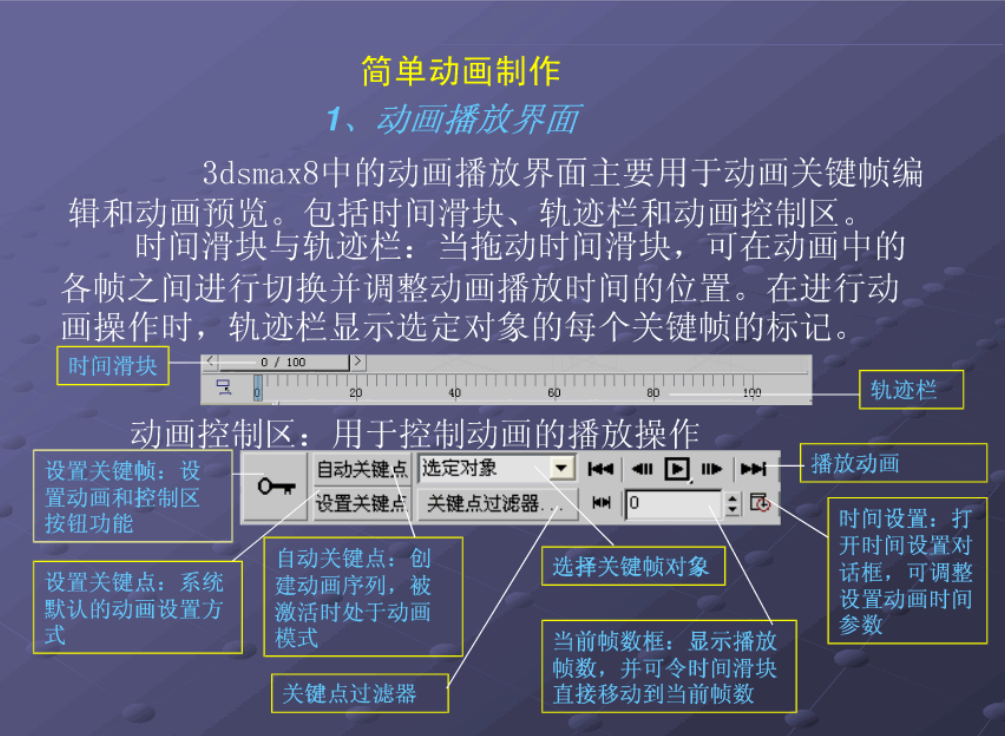 简单动画制作
1、动画播放界面
3dsmax8中的动画播放界面主要用于动画关键帧编
辑和动画预览。包括时间滑块、轨迹栏和动画控制区。
时间滑块与轨迹栏：当拖动时间滑块，可在动画中的
各帧之间进行切换并调整动画播放时间的位置。在进行动
画操作时，轨迹栏显示选定对象的每个关键帧的标记。
时间滑块
< 0 / 100 >
0 20 40 60 80 100
轨迹栏
动画控制区：用于控制动画的播放操作
设置关键帧：设
置动画和控制区
按钮功能
自动关键点 选定对象
设置关键点 关键点过滤器... 0
播放动画
时间设置：打
开时间设置对
话框，可调整
设置动画时间
参数
设置关键点：系统
默认的动画设置方
式
自动关键点：创
建动画序列，被
激活时处于动画
模式
选择关键帧对象
当前帧数框：显示播放
帧数，并可令时间滑块
直接移动到当前帧数
关键点过滤器